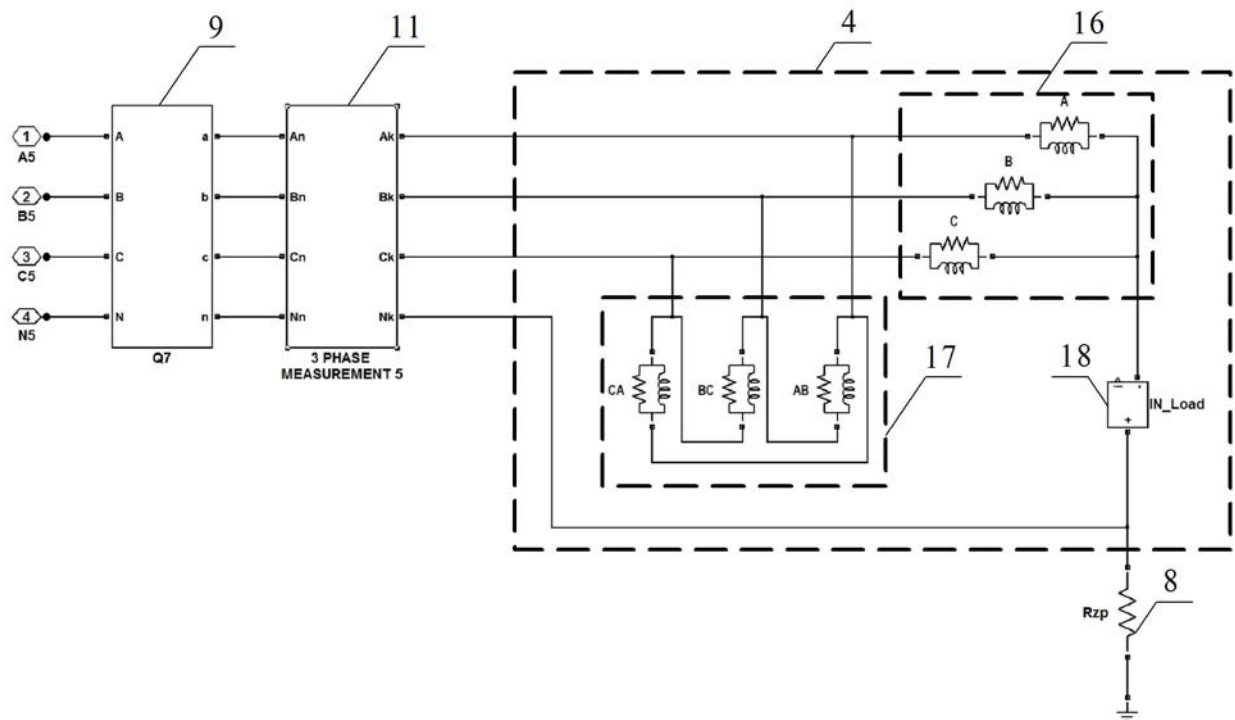 9
11
4
16
A
1
A
a
An
Ak
A5
B
2
B
b
Bn
Bk
B5
C
3
C
c
Cn
Ck
C5
4
N
n
Nn
Nk
N5
Q7
3 PHASE
MEASUREMENT 5
17
18
CA
BC
AB
IN_Load
+
-
8
Rzp